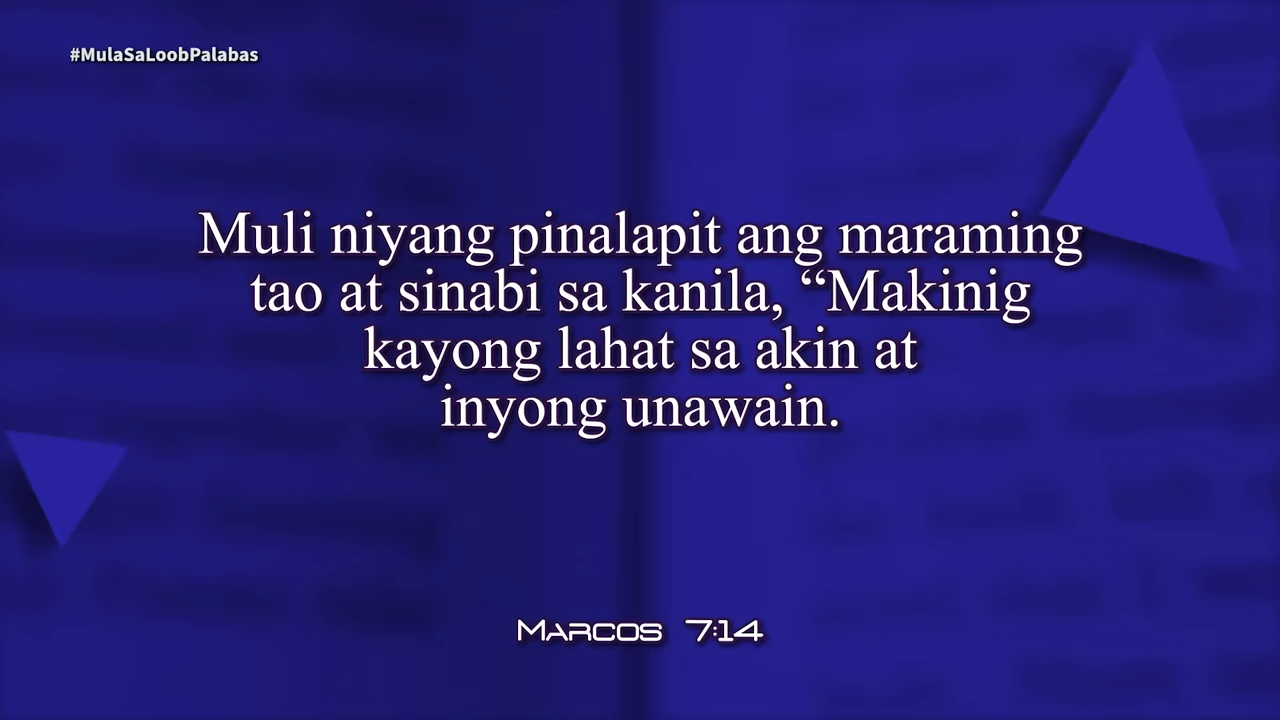 #MulaSaLoobPalabas
Muli niyang pinalapit ang maraming
tao at sinabi sa kanila, “Makinig
kayong lahat sa akin at
inyong unawain.
Marcos 7:14